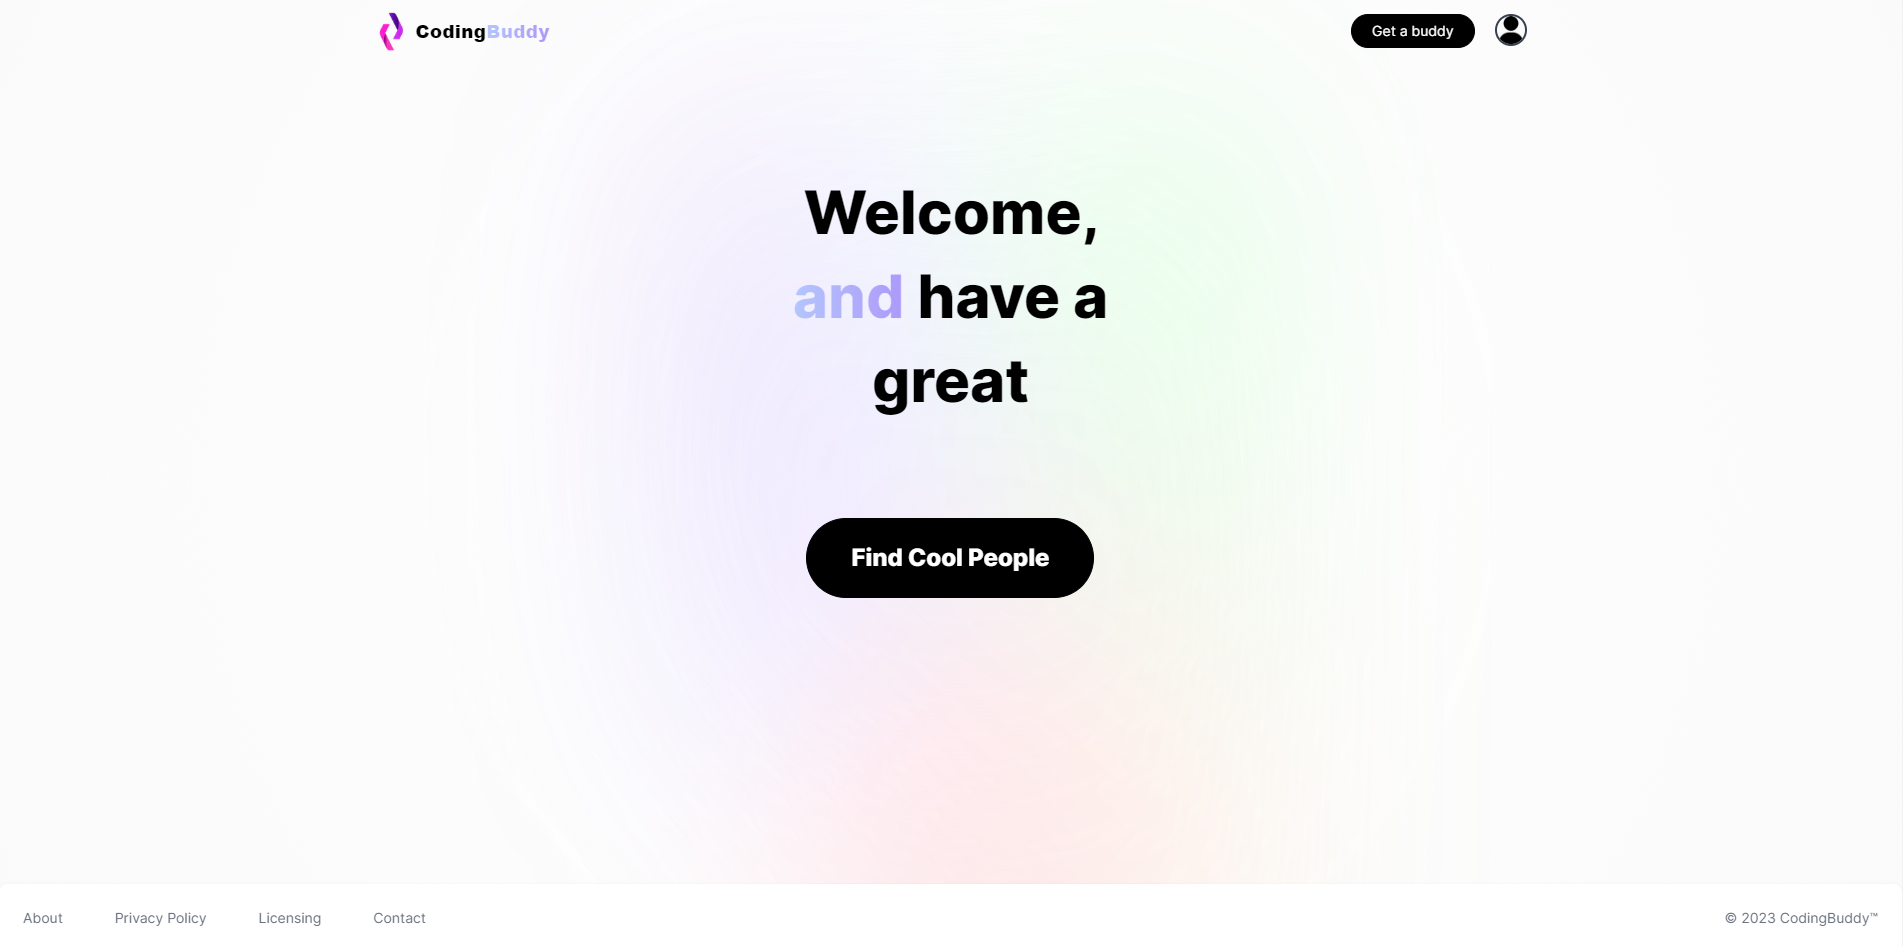 CodingBuddy
Get a buddy
Welcome,
and have a
great
Find Cool People
About
Privacy Policy
Licensing
Contact
© 2023 CodingBuddy™